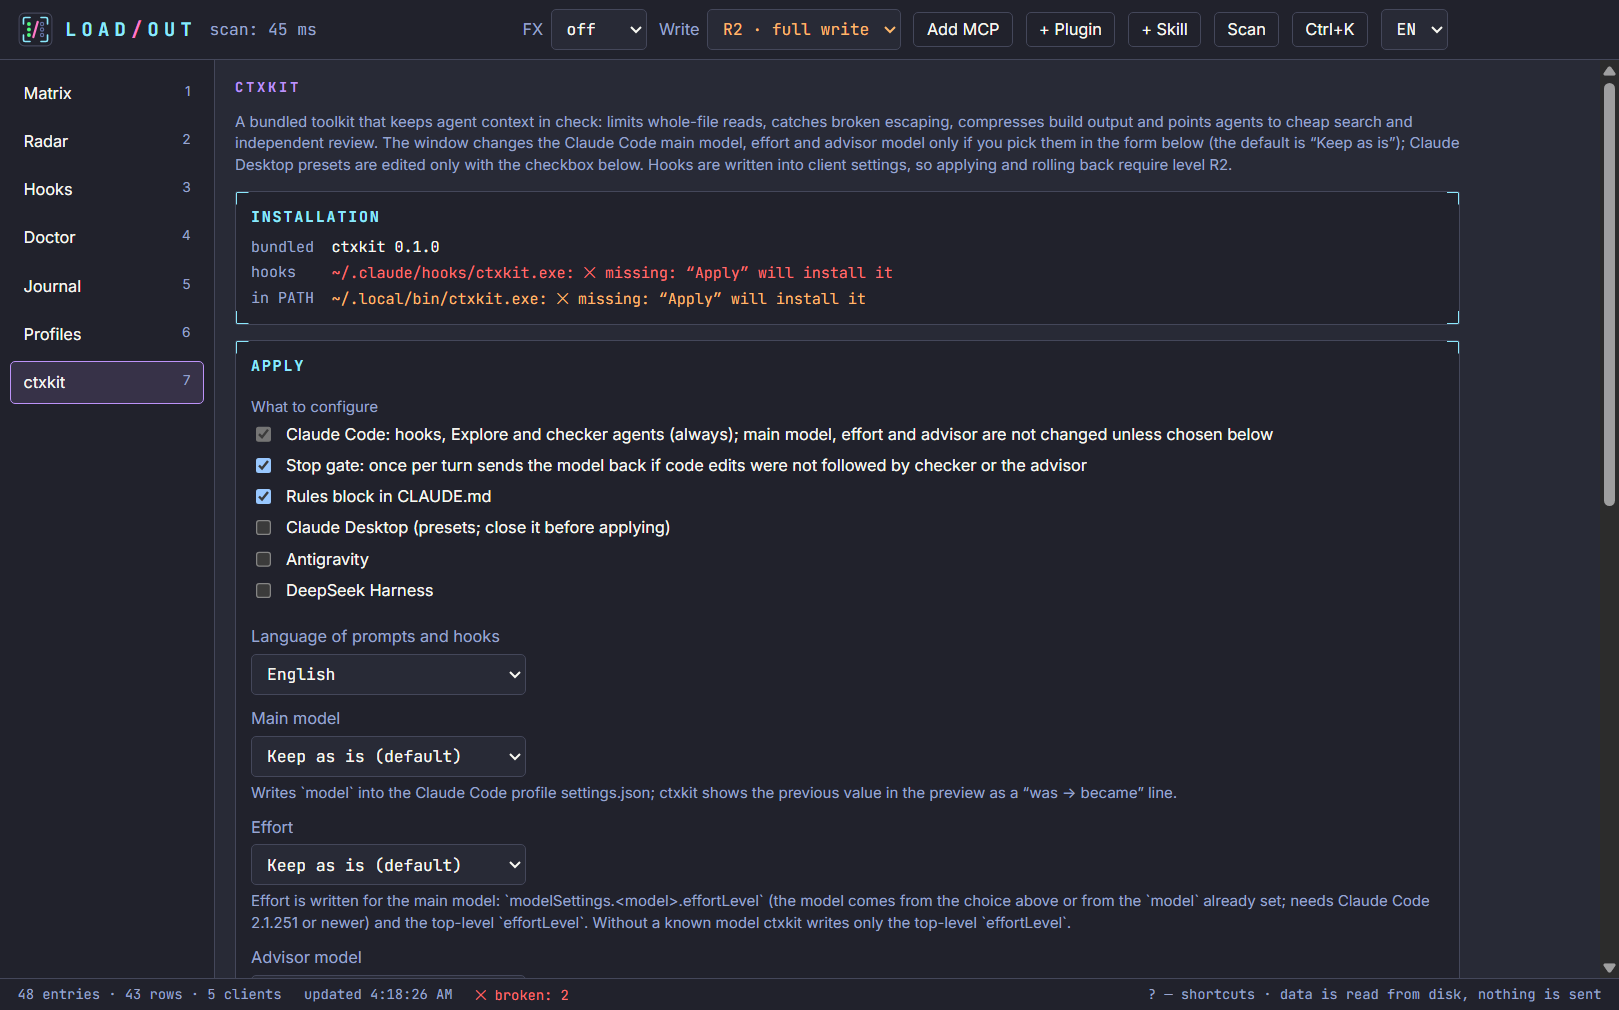 LOAD/OUT scan: 45 ms FX off Write R2 · full write Add MCP + Plugin + Skill Scan Ctrl+K EN
Matrix 1
Radar 2
Hooks 3
Doctor 4
Journal 5
Profiles 6
ctxkit 7
CTXKIT
A bundled toolkit that keeps agent context in check: limits whole-file reads, catches broken escaping, compresses build output and points agents to cheap search and
independent review. The window changes the Claude Code main model, effort and advisor model only if you pick them in the form below (the default is “Keep as is”); Claude
Desktop presets are edited only with the checkbox below. Hooks are written into client settings, so applying and rolling back require level R2.
INSTALLATION
bundled ctxkit 0.1.0
hooks ~/.claude/hooks/ctxkit.exe: ✕ missing: “Apply” will install it
in PATH ~/.local/bin/ctxkit.exe: ✕ missing: “Apply” will install it
APPLY
What to configure
Claude Code: hooks, Explore and checker agents (always); main model, effort and advisor are not changed unless chosen below
Stop gate: once per turn sends the model back if code edits were not followed by checker or the advisor
Rules block in CLAUDE.md
Claude Desktop (presets; close it before applying)
Antigravity
DeepSeek Harness
Language of prompts and hooks
English
Main model
Keep as is (default)
Writes `model` into the Claude Code profile settings.json; ctxkit shows the previous value in the preview as a “was → became” line.
Effort
Keep as is (default)
Effort is written for the main model: `modelSettings.<model>.effortLevel` (the model comes from the choice above or from the `model` already set; needs Claude Code
2.1.251 or newer) and the top-level `effortLevel`. Without a known model ctxkit writes only the top-level `effortLevel`.
Advisor model
48 entries · 43 rows · 5 clients updated 4:18:26 AM ✕ broken: 2 ? — shortcuts · data is read from disk, nothing is sent